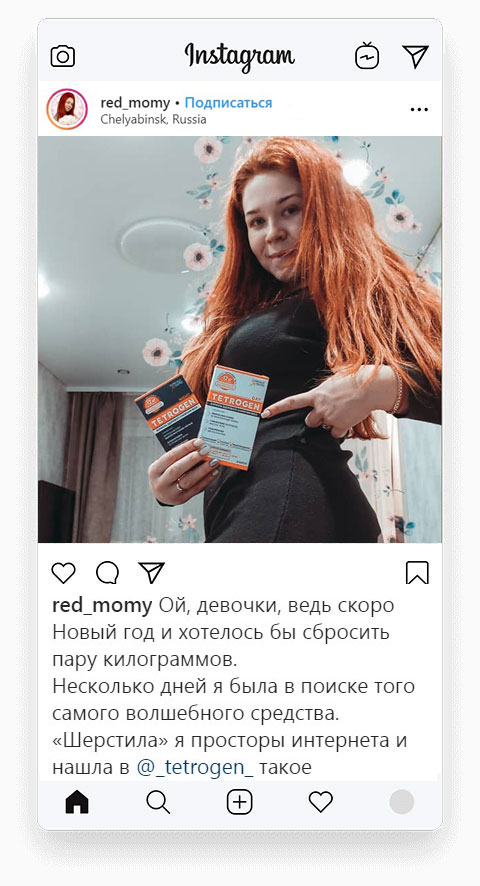 Instagram
red_momy • Подписаться
Chelyabinsk, Russia
TETROGEN
DAY
TETROGEN
red_momy Ой, девочки, ведь скоро
Новый год и хотелось бы сбросить
пару килограммов.
Несколько дней я была в поиске того
самого волшебного средства.
«Шерстила» я просторы интернета и
нашла в @_tetrogen_ такое